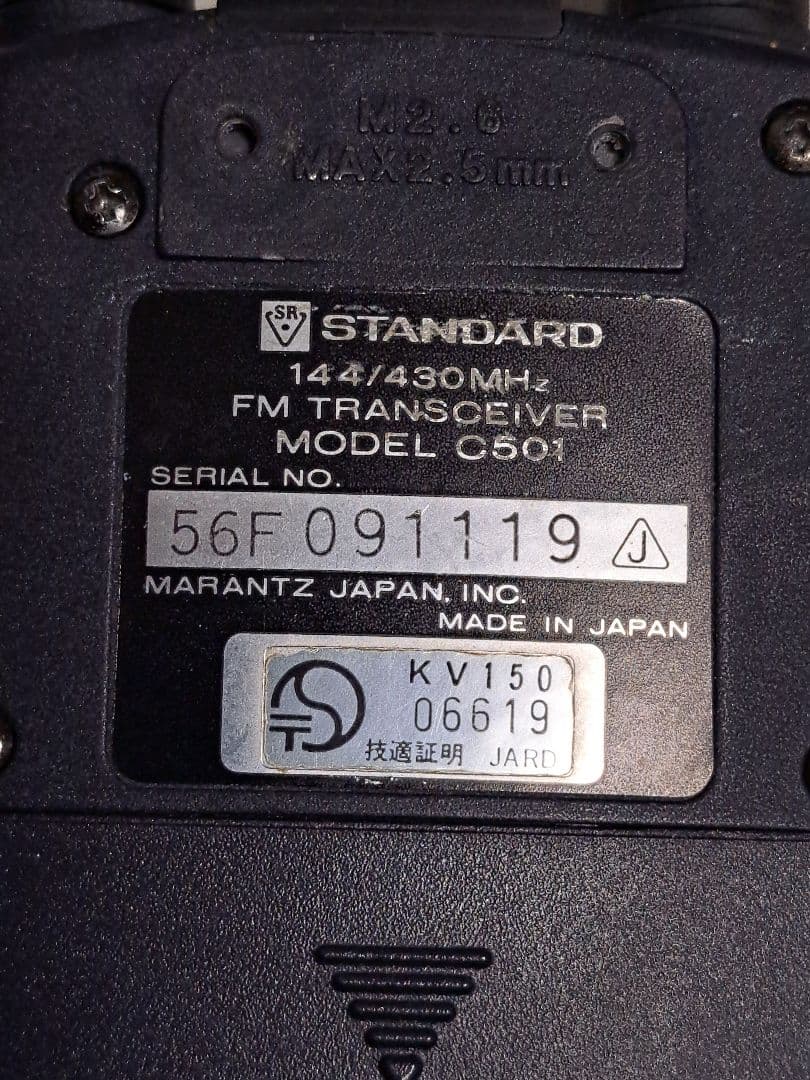 M2.6
MAX2.5mm
SR STANDARD
144/430MHz
FM TRANSCEIVER
MODEL C501
SERIAL NO.
56F 091119 J
MARANTZ JAPAN, INC.
MADE IN JAPAN
KV150
06619
技適証明 JARD